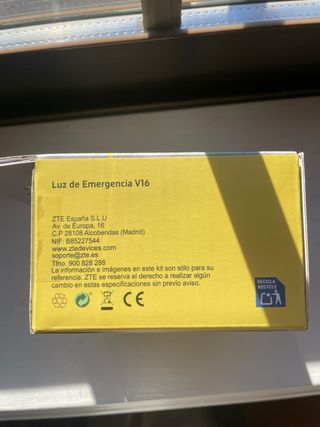 Luz de Emergencia V16
ZTE España S.L.U
Av. de Europa, 16
C.P 28108 Alcobendas (Madrid)
NIF: B85227544
www.ztedevices.com
soporte@zte.es
Tfno. 900 828 288
La información e imágenes en este kit son sólo para su
referencia. ZTE se reserva el derecho a realizar algún
cambio en estas especificaciones sin previo aviso.
CE
RECICLA
RECYCLE